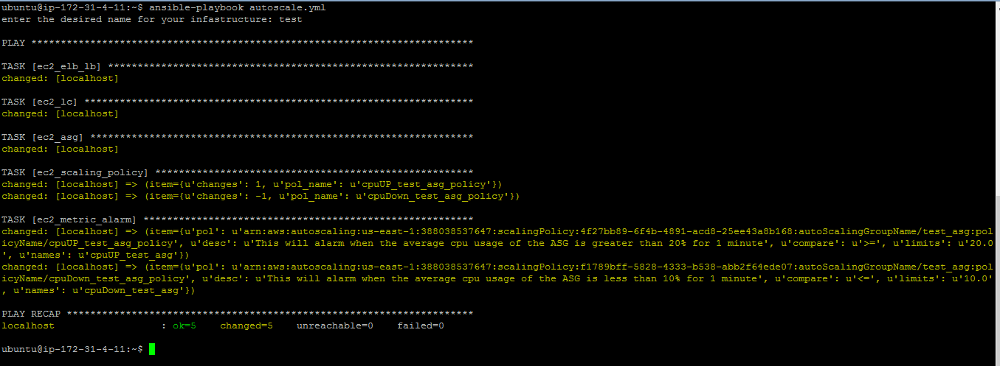 ubuntu@ip-172-31-4-11:~$ ansible-playbook autoscale.yml
enter the desired name for your infastructure: test
PLAY ***************************************************************************
TASK [ec2_elb_lb] **************************************************************
changed: [localhost]
TASK [ec2_lc] ******************************************************************
changed: [localhost]
TASK [ec2_asg] *****************************************************************
changed: [localhost]
TASK [ec2_scaling_policy] ******************************************************
changed: [localhost] => (item={u'changes': 1, u'pol_name': u'cpuUP_test_asg_policy'})
changed: [localhost] => (item={u'changes': -1, u'pol_name': u'cpuDown_test_asg_policy'})
TASK [ec2_metric_alarm] ********************************************************
changed: [localhost] => (item={u'pol': u'arn:aws:autoscaling:us-east-1:388038537647:scalingPolicy:4f27bb89-6f4b-4891-acd8-25ee43a8b168:autoScalingGroupName/test_asg:pol
icyName/cpuUP_test_asg_policy', u'desc': u'This will alarm when the average cpu usage of the ASG is greater than 20% for 1 minute', u'compare': u'>=', u'limits': u'20.0
', u'names': u'cpuUP_test_asg'})
changed: [localhost] => (item={u'pol': u'arn:aws:autoscaling:us-east-1:388038537647:scalingPolicy:f1789bff-5828-4333-b538-abb2f64ede07:autoScalingGroupName/test_asg:pol
icyName/cpuDown_test_asg_policy', u'desc': u'This will alarm when the average cpu usage of the ASG is less than 10% for 1 minute', u'compare': u'<=', u'limits': u'10.0'
, u'names': u'cpuDown_test_asg'})
PLAY RECAP *********************************************************************
localhost                  : ok=5    changed=5    unreachable=0    failed=0
ubuntu@ip-172-31-4-11:~$